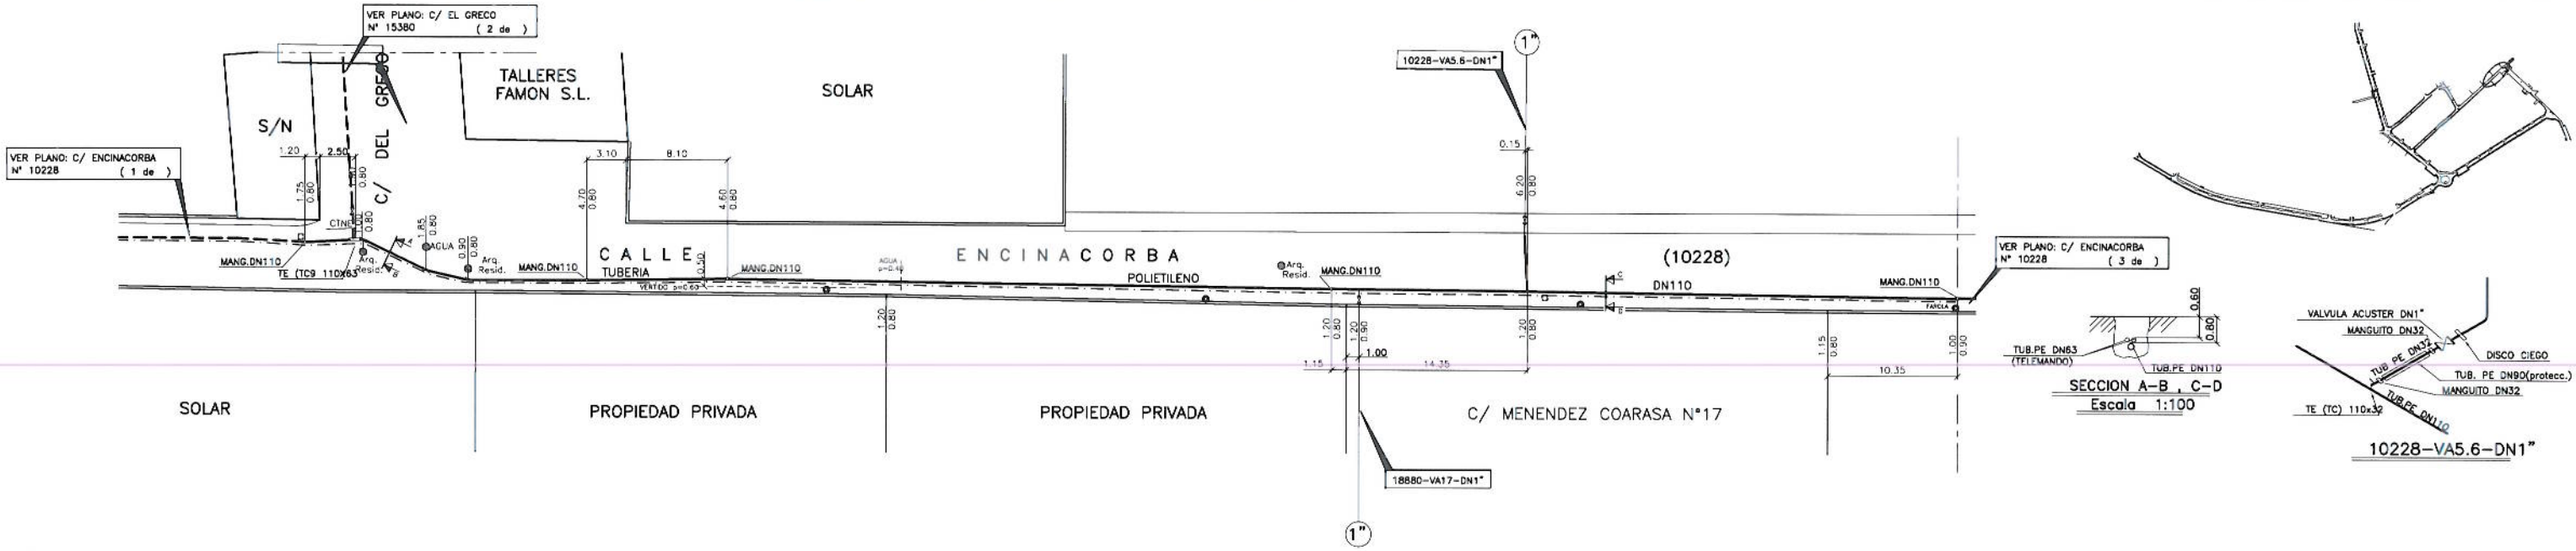 VER PLANO: C/ EL GRECO
N° 15380 ( 2 de )
TALLERES
FAMON S.L.
SOLAR
10228-VA5.6-DN1"
1"
S/N
C/ DEL GRECO
VER PLANO: C/ ENCINACORBA
N° 10228 ( 1 de )
1.20
2.50
1.75
0.80
0.80
3.10
8.10
4.70
0.80
4.60
0.80
0.15
6.20
0.80
CTNE
1.00
0.80
1.85
0.80
AGUA
0.90
0.80
A
B
Arq.
Resid.
Arq.
Resid.
MANG.DN110
TE (TC9 110x63
MANG.DN110
CALLE ENCINACORBA (10228)
TUBERIA
0.50
MANG.DN110
VERTIDO p=0.60
AGUA
POLIETILENO
Arq.
Resid.
MANG.DN110
C
DN110
MANG.DN110
FAROLA
VER PLANO: C/ ENCINACORBA
N° 10228 ( 3 de )
1.20
0.80
1.20
0.80
1.20
0.90
1.00
1.15
14.35
1.20
0.80
1.15
0.80
10.35
1.00
0.90
SOLAR
PROPIEDAD PRIVADA
PROPIEDAD PRIVADA
C/ MENENDEZ COARASA N°17
18880-VA17-DN1"
1"
0.60
0.80
TUB.PE DN63
(TELEMANDO)
TUB.PE DN110
SECCION A-B , C-D
Escala 1:100
VALVULA ACUSTER DN1"
MANGUITO DN32
TUB. PE DN32
DISCO CIEGO
TUB. PE DN90(protecc.)
MANGUITO DN32
TE (TC) 110x32
TUB.PE DN110
10228-VA5.6-DN1"